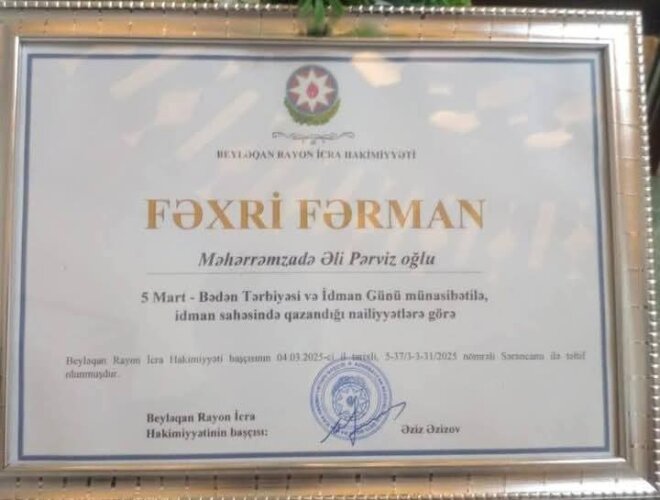 BEYLƏQAN RAYON İCRA HAKİMİYYƏTİ
FƏXRİ FƏRMAN
Məhərrəmzadə Əli Pərviz oğlu
5 Mart - Bədən Tərbiyəsi və İdman Günü münasibətilə,
idman sahəsində qazandığı nailiyyətlərə görə
Beyləqan Rayon İcra Hakimiyyəti başçısının 04.03.2025-ci il tarixli, 5-37/3-3-31/2025 nömrəli Sərəncamı ilə təltif
olunmuşdur.
Beyləqan Rayon İcra
Hakimiyyətinin başçısı:
Əziz Əzizov